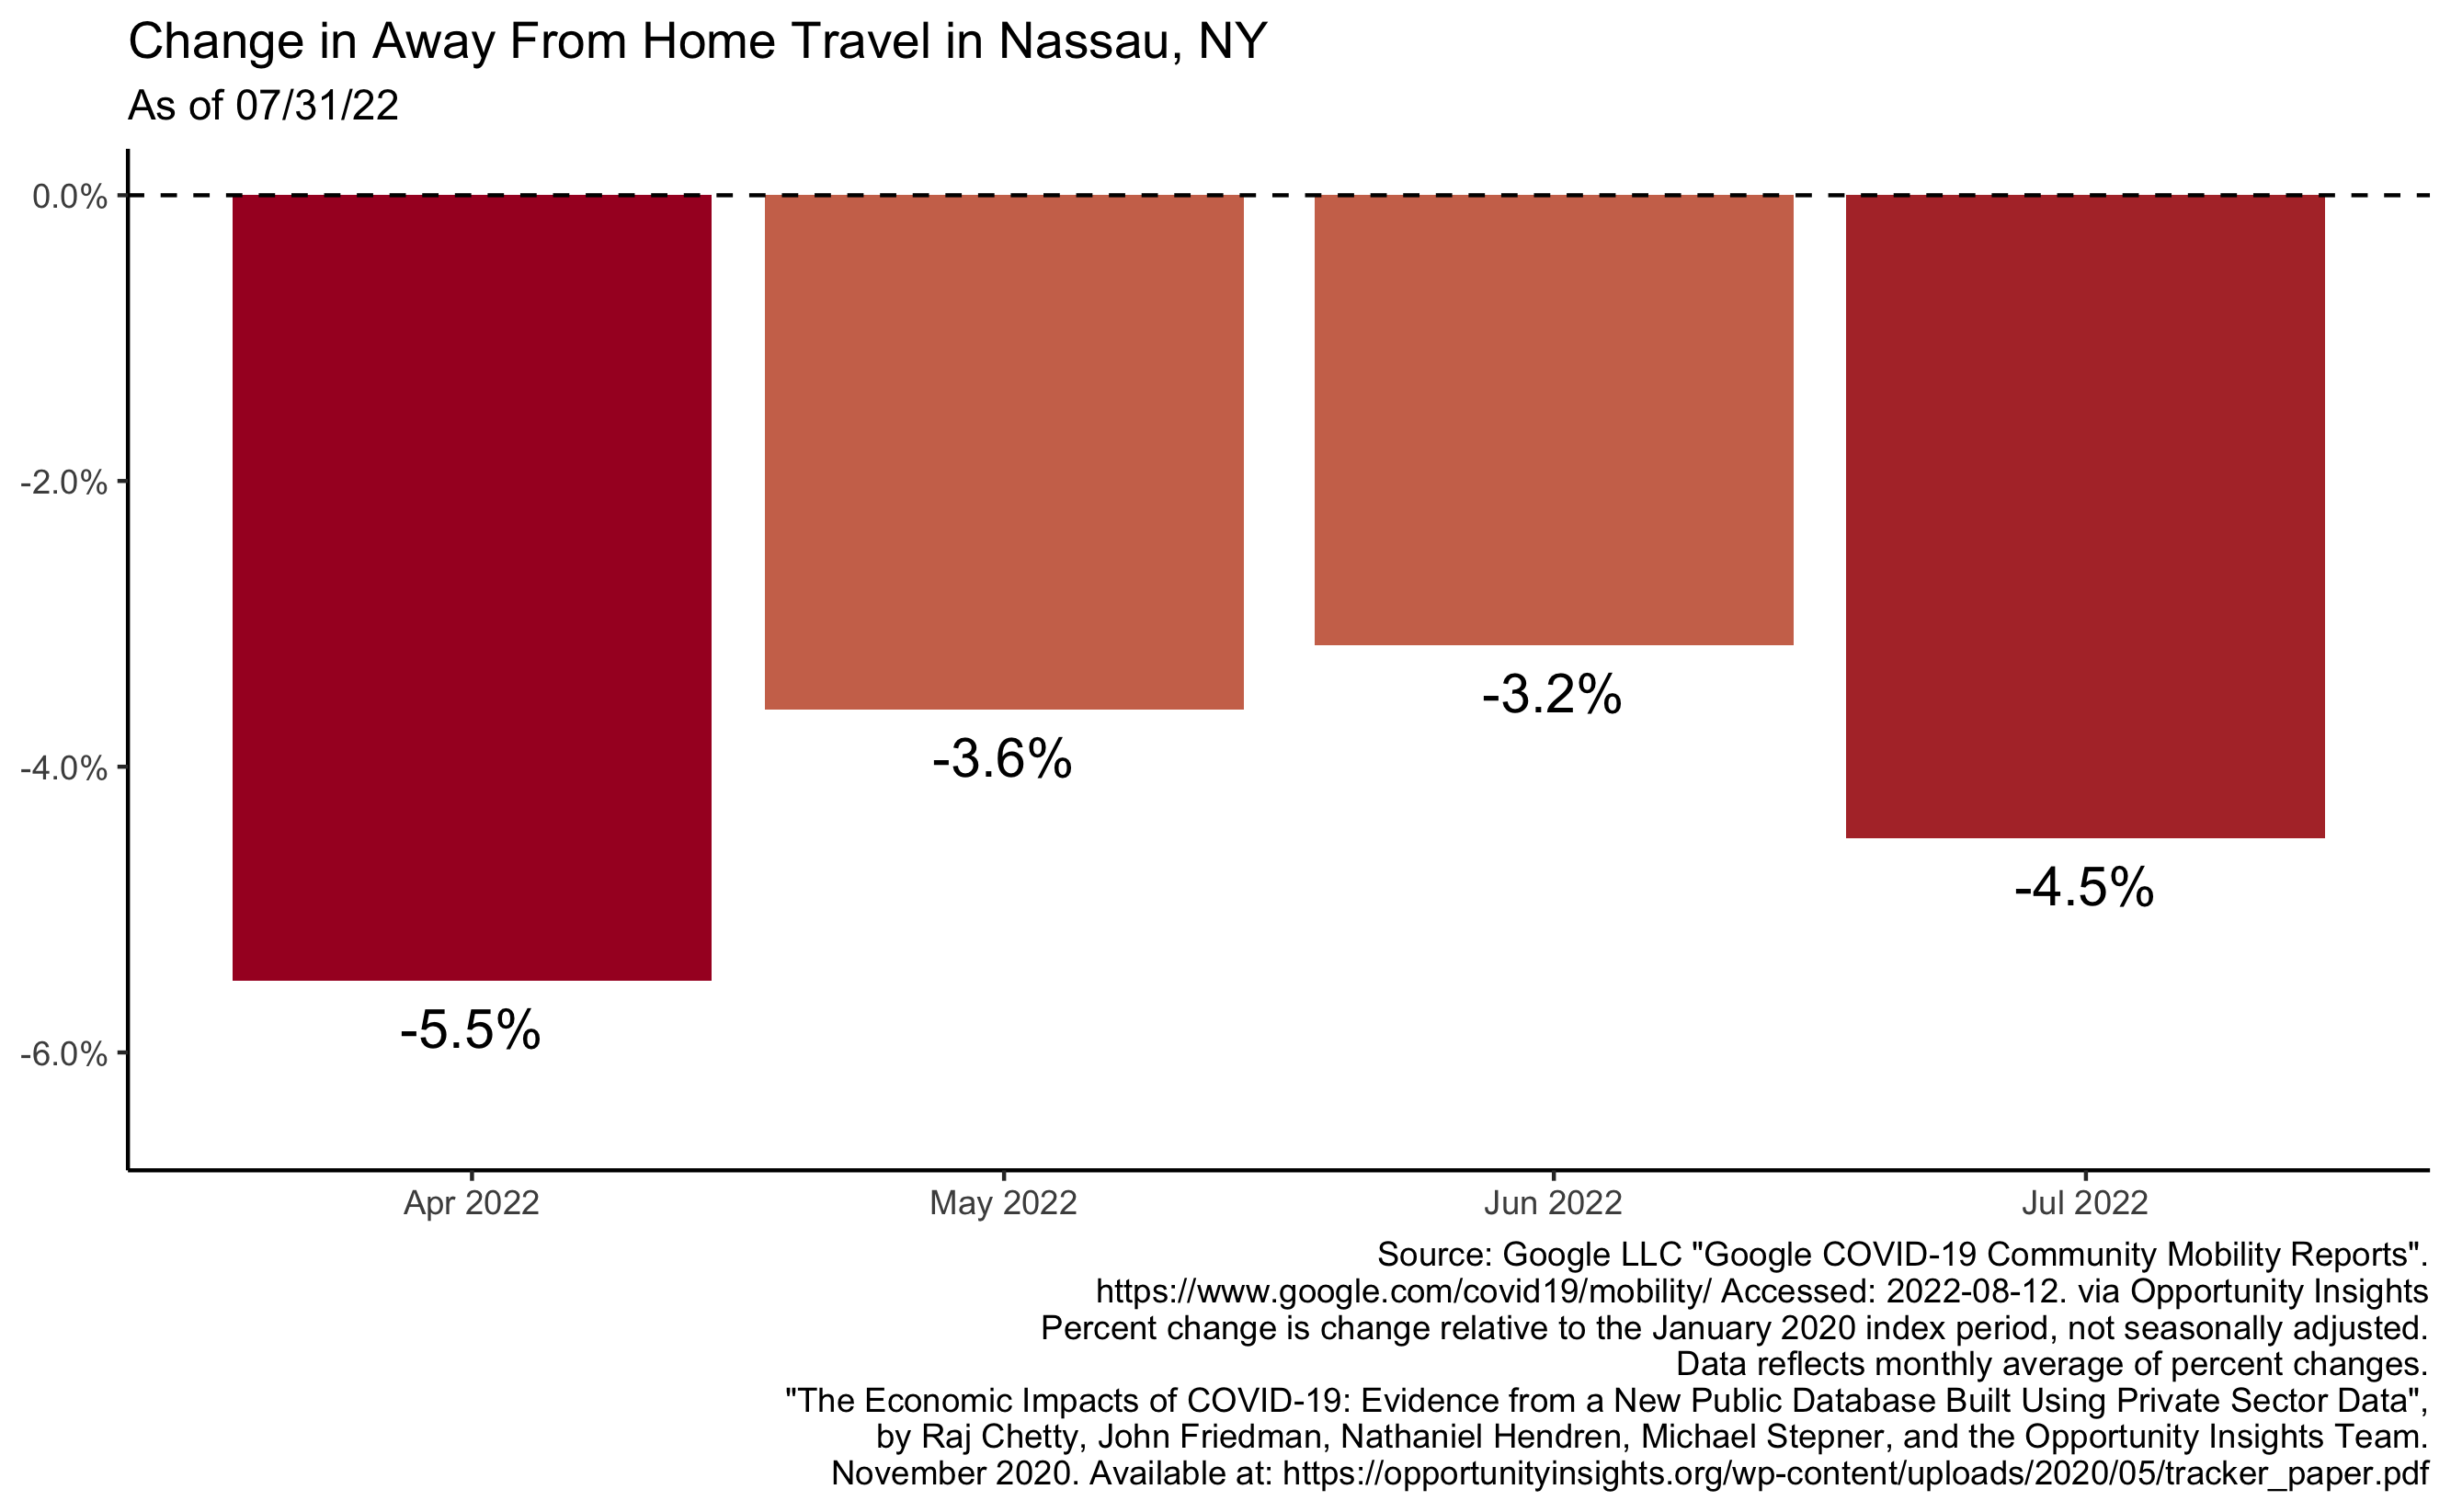 Change in Away From Home Travel in Nassau, NY
As of 07/31/22
0.0%
-2.0%
-4.0%
-6.0%
-5.5%
-3.6%
-3.2%
-4.5%
Apr 2022
May 2022
Jun 2022
Jul 2022
Source: Google LLC "Google COVID-19 Community Mobility Reports".
https://www.google.com/covid19/mobility/ Accessed: 2022-08-12. via Opportunity Insights
Percent change is change relative to the January 2020 index period, not seasonally adjusted.
Data reflects monthly average of percent changes.
"The Economic Impacts of COVID-19: Evidence from a New Public Database Built Using Private Sector Data",
by Raj Chetty, John Friedman, Nathaniel Hendren, Michael Stepner, and the Opportunity Insights Team.
November 2020. Available at: https://opportunityinsights.org/wp-content/uploads/2020/05/tracker_paper.pdf